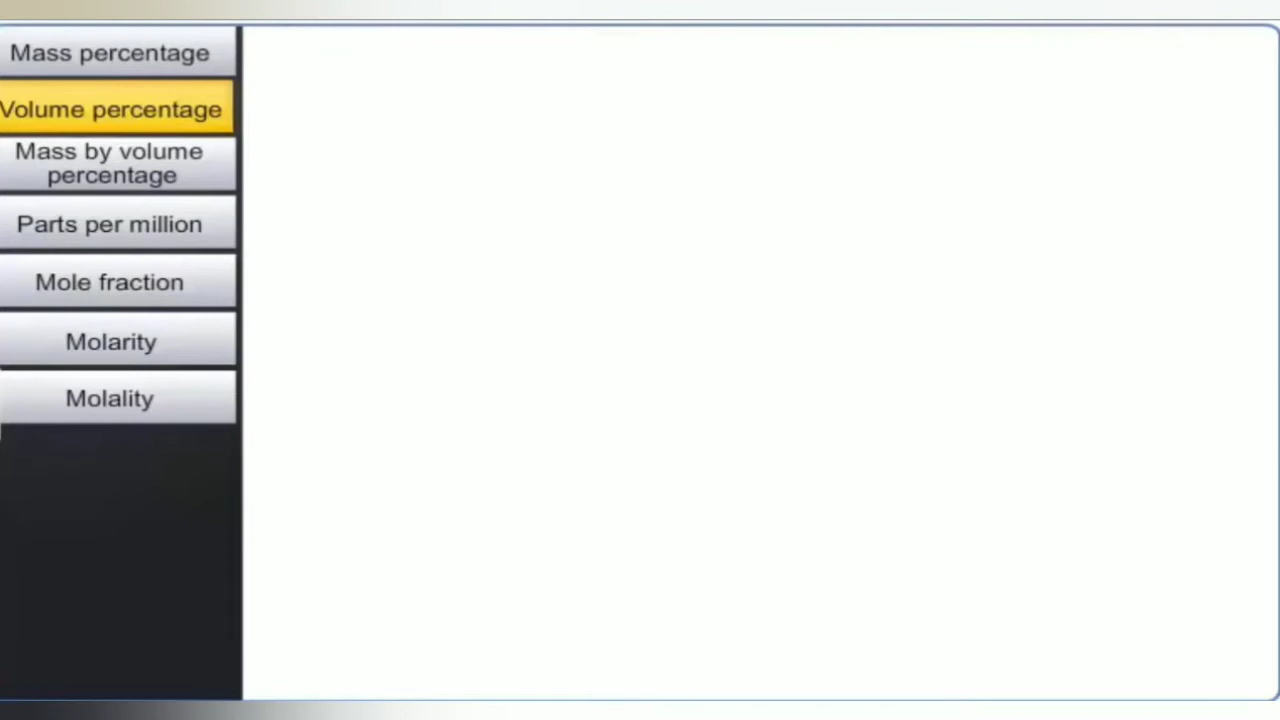 Mass percentage
Volume percentage
Mass by volume
percentage
Parts per million
Mole fraction
Molarity
Molality